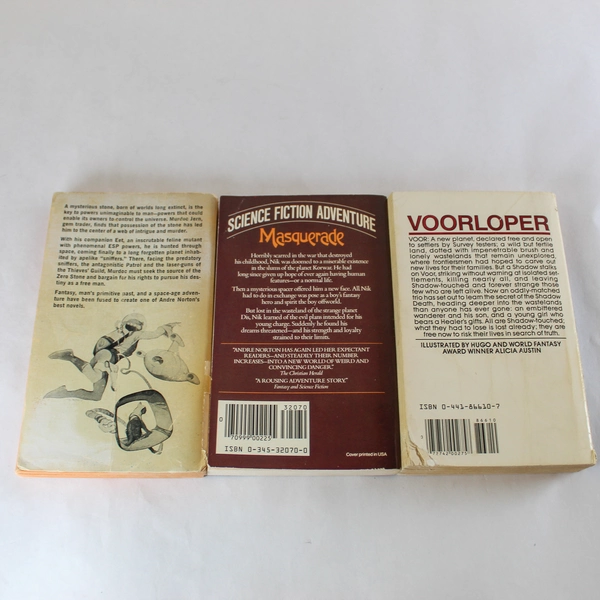 A mysterious stone, born of worlds long extinct, is the
key to powers unimaginable to man—powers that could
enable its owners to control the universe. Murdoc Jern,
gem trader, finds that possession of the stone has led
him to the center of a web of intrigue and murder.
With his companion Eet, an inscrutable feline mutant
with phenomenal ESP powers, he is hunted through
space, coming finally to a long forgotten planet inhab-
ited by apelike "sniffers." There, facing the predatory
sniffers, the antagonistic Patrol and the laserguns of
the Thieves' Guild, Murdoc must seek the source of the
Zero Stone and bargain for his rights to pursue his des-
tiny as a free man.
Fantasy, man's primitive past, and a space-age adven-
ture have been fused to create one of Andre Norton's
best novels.
SCIENCE FICTION ADVENTURE
Masquerade
Horribly scarred in the war that destroyed
his childhood, Nik was doomed to a miserable existence
in the slums of the planet Korwar. He had
long since given up hope of ever again having human
features—or a normal life.
Then a mysterious spacer offered him a new face. All Nik
had to do in exchange was pose as a boy's fantasy
hero and spirit the boy offworld.
But lost in the wasteland of the strange planet
Dis, Nik learned of the evil plans intended for his
young charge. Suddenly he found his
dreams threatened—and his strength and loyalty
strained to their limits.
"ANDRE NORTON HAS AGAIN LED HER EXPECTANT
READERS—AND STEADILY THEIR NUMBER
INCREASES—INTO A NEW WORLD OF WEIRD AND
CONVINCING DANGER."
The Christian Herald
"A ROUSING ADVENTURE STORY."
Fantasy and Science Fiction
32070
0 70999 00225
ISBN 0-345-32070-0
Cover printed in USA
VOORLOPER
VOOR: A new planet, declared free and open
to settlers by Survey testers; a wild but fertile
land, dotted with impenetrable brush and
lonely wastelands that remain unexplored,
where frontiersmen had hoped to carve out
new lives for their families. But a Shadow stalks
on Voor, striking without warning at isolated set-
tlements, killing nearly all, and leaving
Shadow-touched and forever strange those
few who are left alive. Now an oddly-matched
trio has set out to learn the secret of the Shadow
Death, heading deeper into the wastelands
than anyone has ever gone: an embittered
wanderer and his son, and a young girl who
bears a Healer's gifts. All are Shadow-touched;
what they had to lose is lost already; they are
free now to risk their lives in search of truth.
ILLUSTRATED BY HUGO AND WORLD FANTASY
AWARD WINNER ALICIA AUSTIN
ISBN 0-441-86610-7
86610
72742 00275